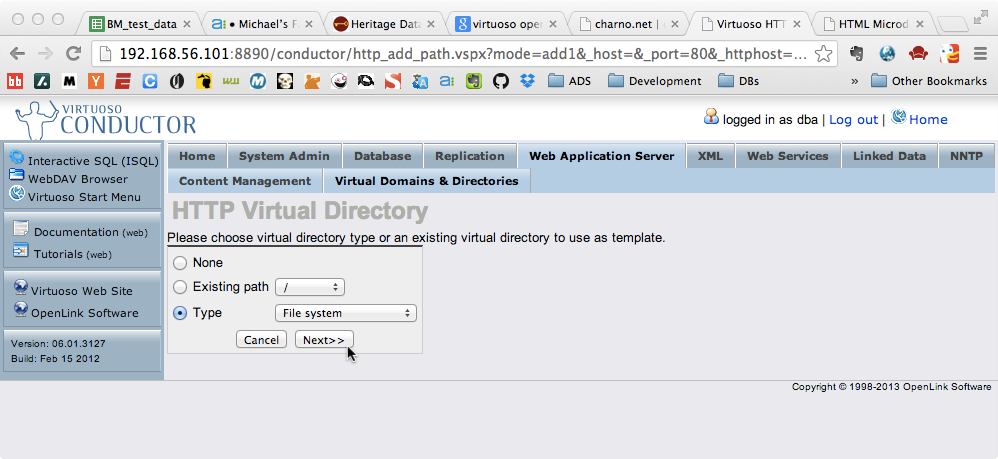 BM_test_data
a| • Michael's F
Heritage Data
virtuoso open
charno.net | c
Virtuoso HTT
HTML Microd
192.168.56.101:8890/conductor/http_add_path.vspx?mode=add1&_host=&_port=80&_httphost=...
ADS
Development
DBs
»
Other Bookmarks
VIRTUOSO
CONDUCTOR
logged in as dba | Log out | Home
Interactive SQL (ISQL)
WebDAV Browser
Virtuoso Start Menu
Documentation (web)
Tutorials (web)
Virtuoso Web Site
OpenLink Software
Version: 06.01.3127
Build: Feb 15 2012
Home System Admin Database Replication Web Application Server XML Web Services Linked Data NNTP
Content Management Virtual Domains & Directories
HTTP Virtual Directory
Please choose virtual directory type or an existing virtual directory to use as template.
None
Existing path /
Type File system
Cancel Next>>
Copyright © 1998-2013 OpenLink Software